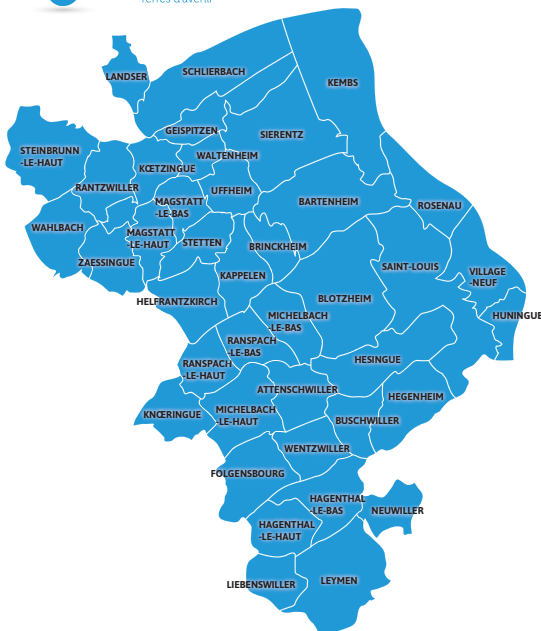 Terres d'avenir
KEMBS
SCHLIERBACH
LANDSER
GEISPITZEN
SIERENTZ
STEINBRUNN
-LE-HAUT
WALTENHEIM
KŒTZINGUE
RANTZWILLER
UFFHEIM
MAGSTATT
-LE-BAS
BARTENHEIM
ROSENAU
WAHLBACH
MAGSTATT
-LE-HAUT
STETTEN
BRINCKHEIM
ZAESSINGUE
SAINT-LOUIS
VILLAGE
-NEUF
KAPPELEN
HELFRANTZKIRCH
BLOTZHEIM
HUNINGUE
MICHELBACH
-LE-BAS
RANSPACH
-LE-BAS
HESINGUE
RANSPACH
-LE-HAUT
ATTENSCHWILLER
HEGENHEIM
KNŒRINGUE
MICHELBACH
-LE-HAUT
BUSCHWILLER
WENTZWILLER
FOLGENSBOURG
HAGENTHAL
-LE-BAS
NEUWILLER
HAGENTHAL
-LE-HAUT
LIEBENSWILLER
LEYMEN